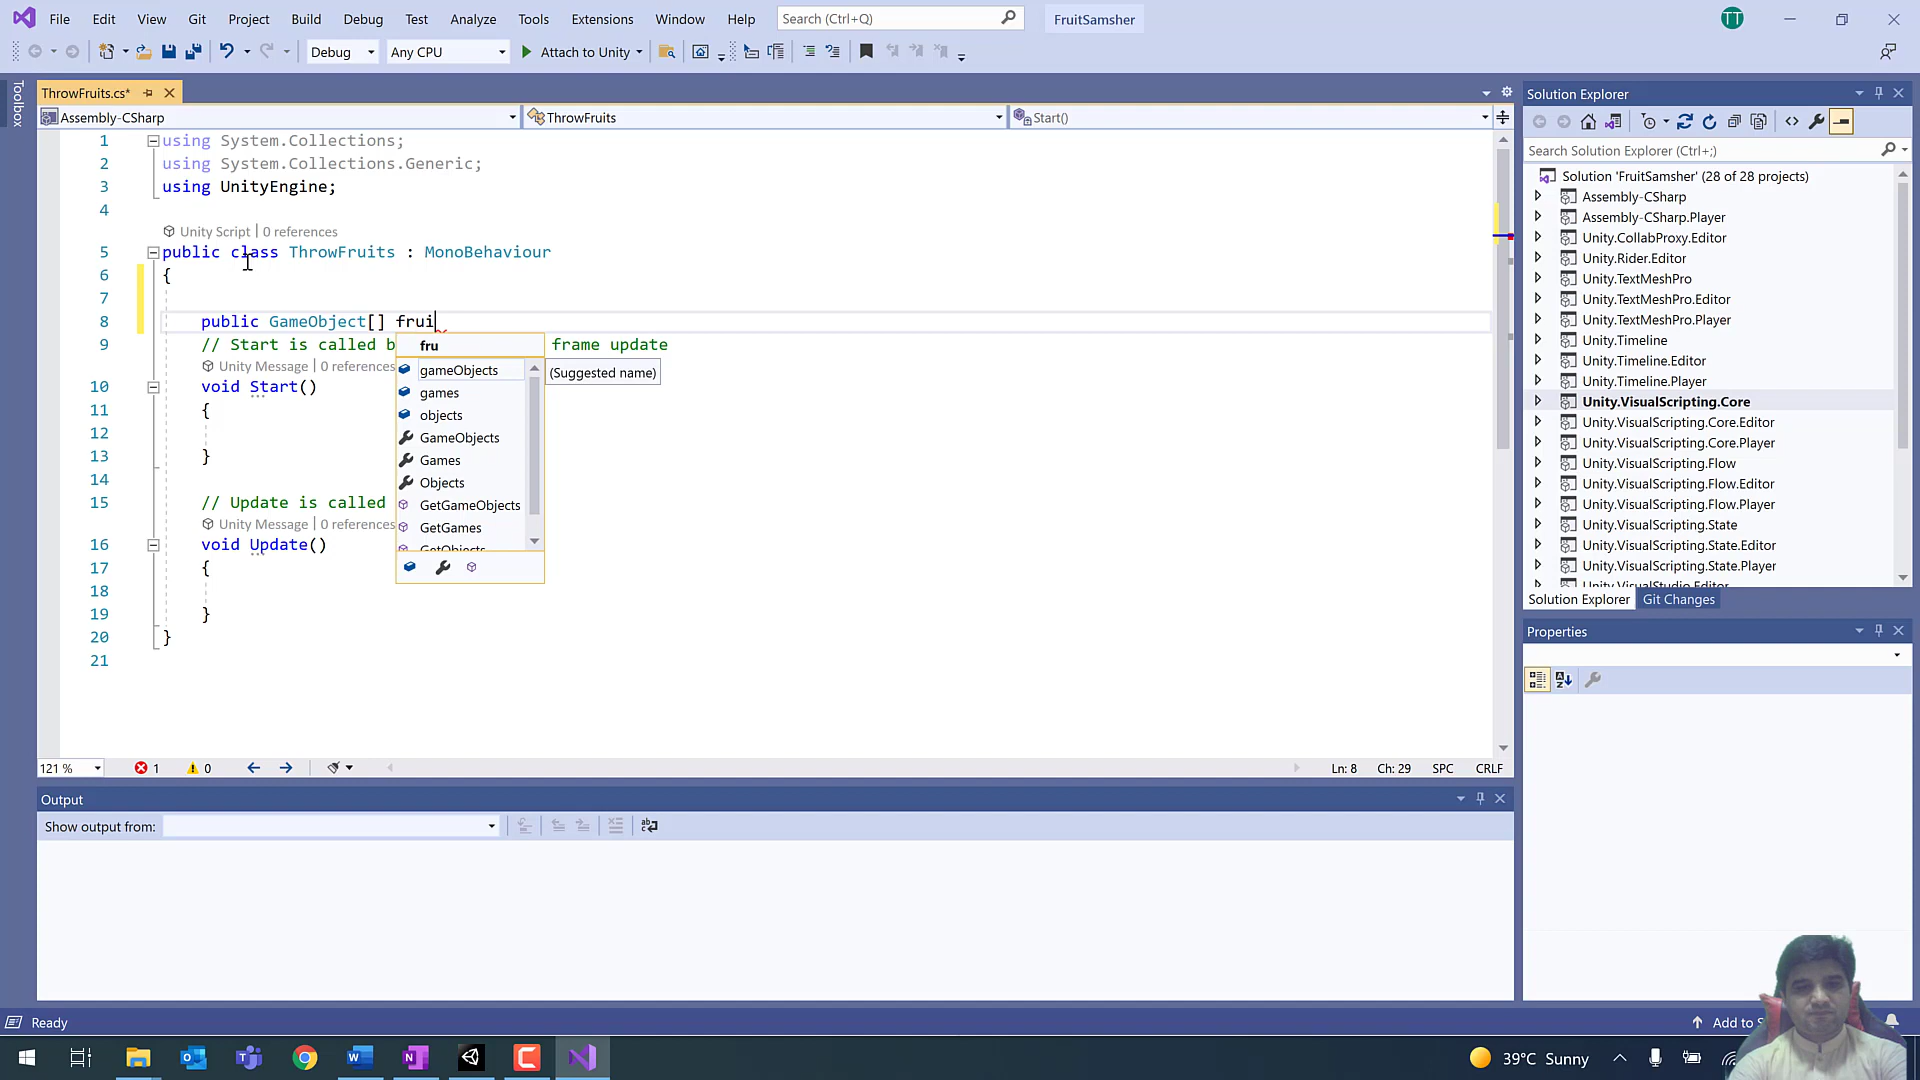 File Edit View Git Project Build Debug Test Analyze Tools Extensions Window Help Search (Ctrl+Q) FruitSamsher TT
Debug Any CPU Attach to Unity
Toolbox
ThrowFruits.cs*
Assembly-CSharp ThrowFruits Start()
1 using System.Collections;
2 using System.Collections.Generic;
3 using UnityEngine;
4
Unity Script | 0 references
5 public class ThrowFruits : MonoBehaviour
6 {
7
8 public GameObject[] frui
9 // Start is called b frame update
Unity Message | 0 references
10 void Start()
11 {
12
13 }
14
15 // Update is called
Unity Message | 0 references
16 void Update()
17 {
18
19 }
20 }
21
fru
gameObjects (Suggested name)
games
objects
GameObjects
Games
Objects
GetGameObjects
GetGames
GetObjects
121 % 1 0 Ln: 8 Ch: 29 SPC CRLF
Output
Show output from:
Solution Explorer
Search Solution Explorer (Ctrl+;)
Solution 'FruitSamsher' (28 of 28 projects)
Assembly-CSharp
Assembly-CSharp.Player
Unity.CollabProxy.Editor
Unity.Rider.Editor
Unity.TextMeshPro
Unity.TextMeshPro.Editor
Unity.TextMeshPro.Player
Unity.Timeline
Unity.Timeline.Editor
Unity.Timeline.Player
Unity.VisualScripting.Core
Unity.VisualScripting.Core.Editor
Unity.VisualScripting.Core.Player
Unity.VisualScripting.Flow
Unity.VisualScripting.Flow.Editor
Unity.VisualScripting.Flow.Player
Unity.VisualScripting.State
Unity.VisualScripting.State.Editor
Unity.VisualScripting.State.Player
Unity.VisualStudio.Editor
Solution Explorer Git Changes
Properties
Ready Add to S
39°C Sunny